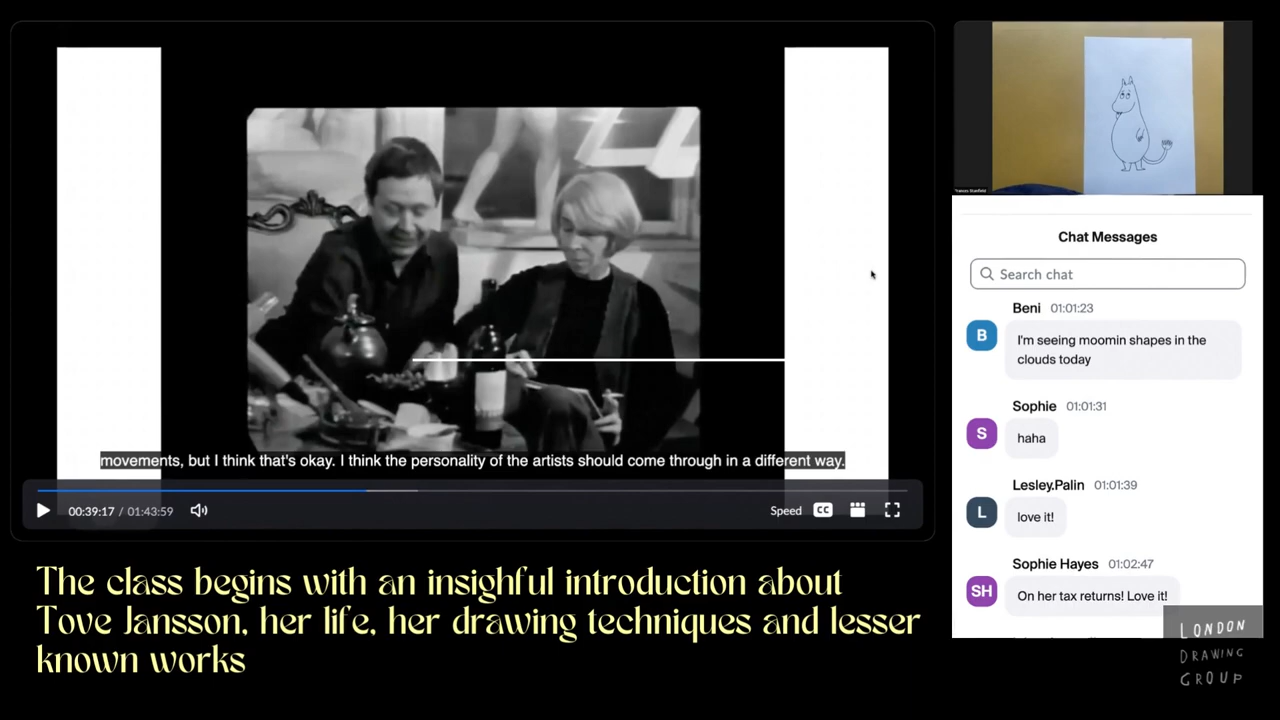 movements, but I think that's okay. I think the personality of the artists should come through in a different way.
00:39:17 / 01:43:59
Speed
CC
The class begins with an insighful introduction about
Tove Jansson, her life, her drawing techniques and lesser
known works
Chat Messages
Search chat
Beni 01:01:23
B
I'm seeing moomin shapes in the
clouds today
Sophie 01:01:31
S
haha
Lesley.Palin 01:01:39
L
love it!
Sophie Hayes 01:02:47
SH
On her tax returns! Love it!
LONDON
DRAWING
GROUP